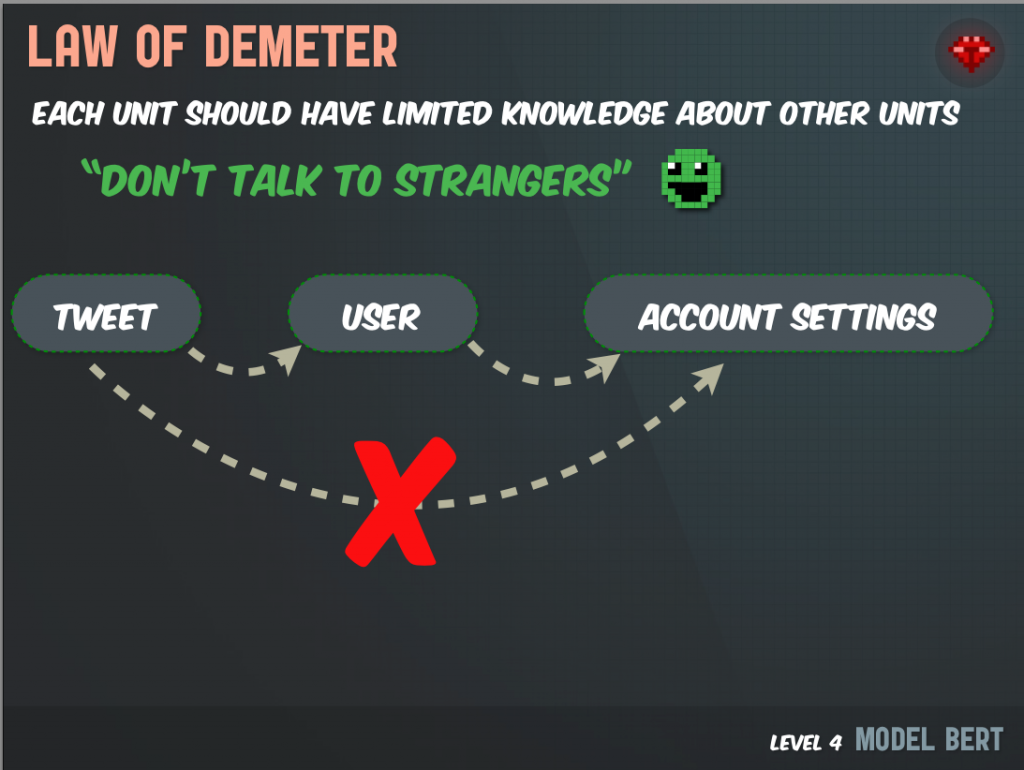 LAW OF DEMETER
EACH UNIT SHOULD HAVE LIMITED KNOWLEDGE ABOUT OTHER UNITS
“DON'T TALK TO STRANGERS”
TWEET USER ACCOUNT SETTINGS
LEVEL 4 MODEL BERT